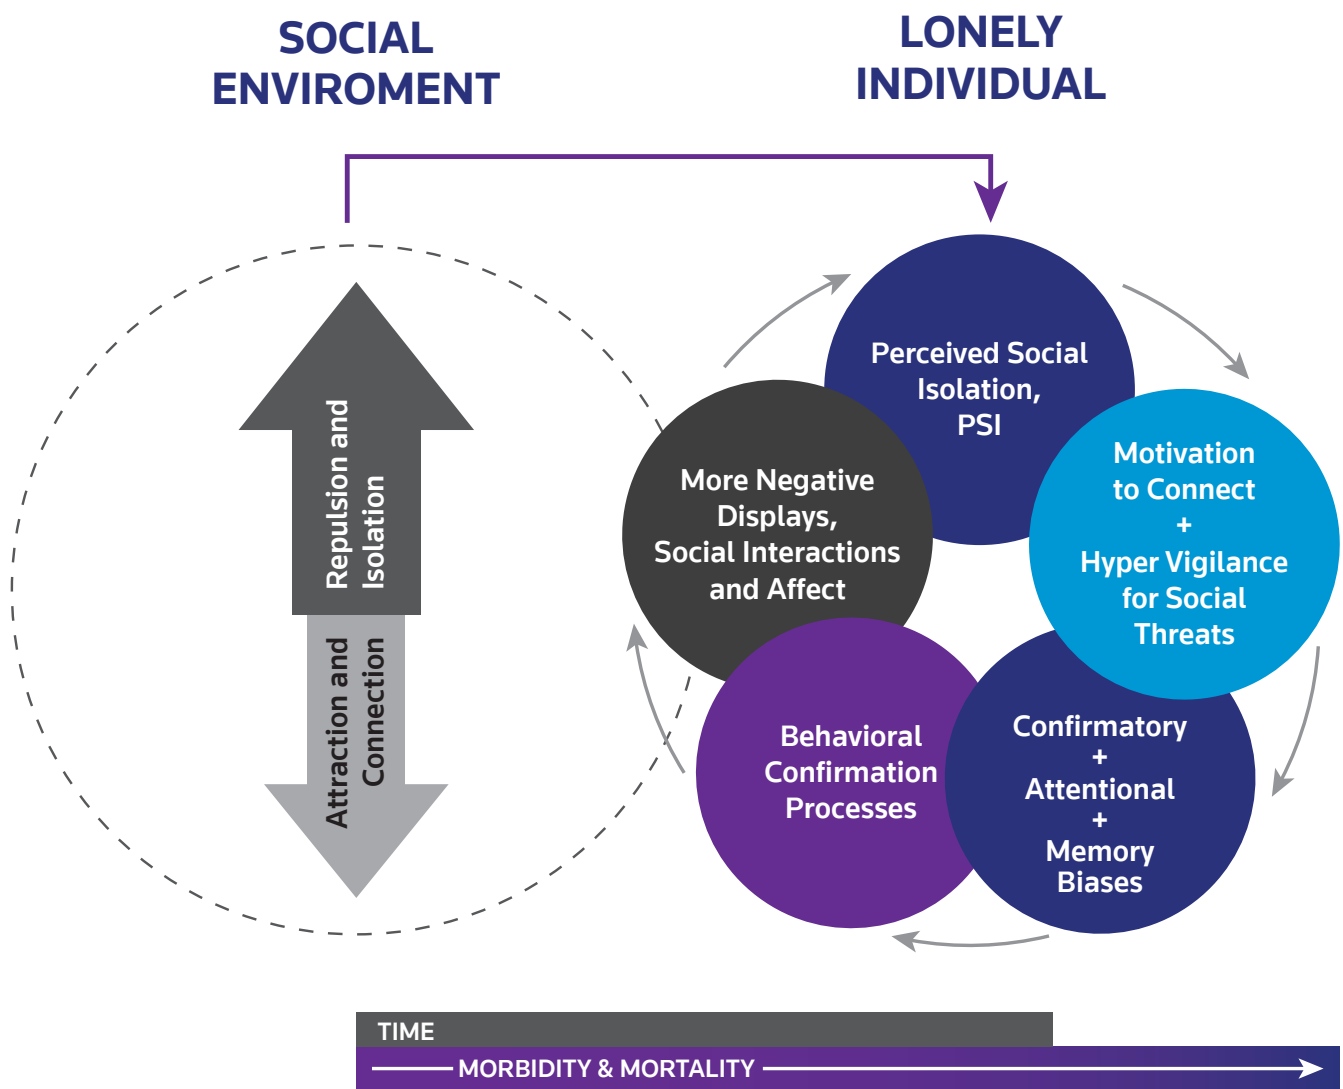 SOCIAL
ENVIROMENT
LONELY
INDIVIDUAL
Repulsion and
Isolation
Attraction and
Connection
Perceived Social
Isolation,
PSI
Motivation
to Connect
+
Hyper Vigilance
for Social
Threats
Confirmatory
+
Attentional
+
Memory
Biases
Behavioral
Confirmation
Processes
More Negative
Displays,
Social Interactions
and Affect
TIME
MORBIDITY & MORTALITY